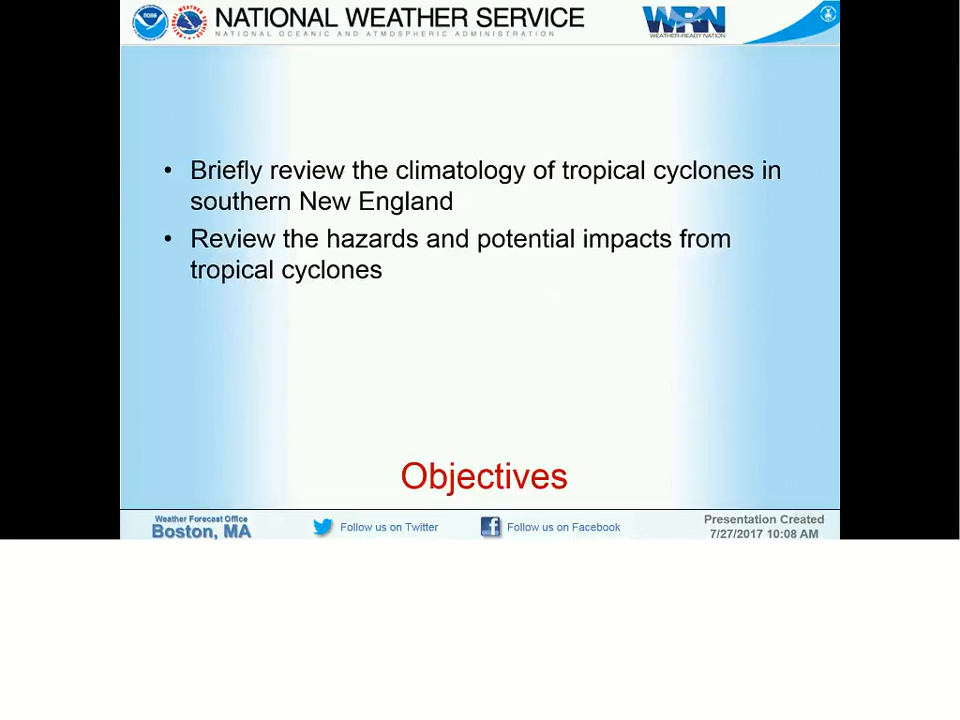 NATIONAL WEATHER SERVICE
NATIONAL OCEANIC AND ATMOSPHERIC ADMINISTRATION
WRN
WEATHER-READY NATION
• Briefly review the climatology of tropical cyclones in
southern New England
• Review the hazards and potential impacts from
tropical cyclones
Objectives
Weather Forecast Office
Boston, MA
Follow us on Twitter
Follow us on Facebook
Presentation Created
7/27/2017 10:08 AM